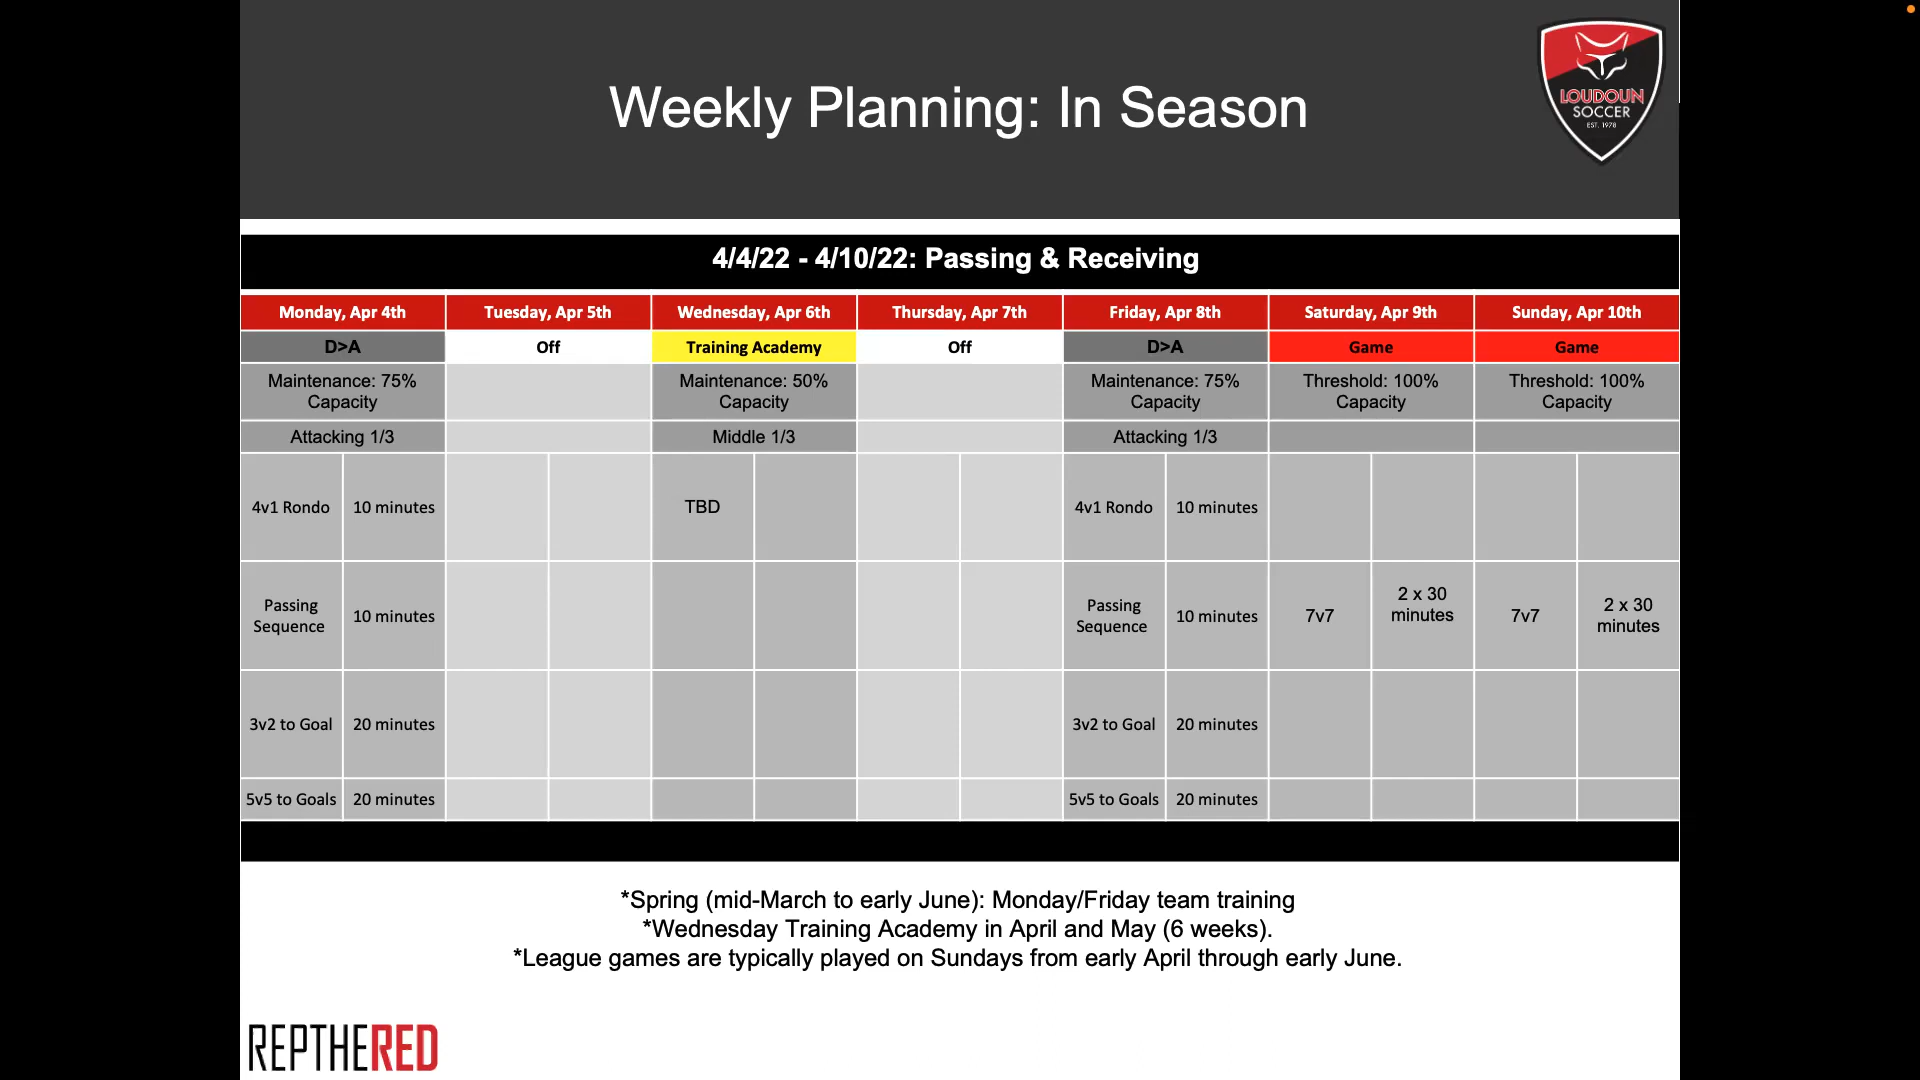 Weekly Planning: In Season
LOUDOUN
SOCCER
EST. 1978
4/4/22 - 4/10/22: Passing & Receiving
Monday, Apr 4th
Tuesday, Apr 5th
Wednesday, Apr 6th
Thursday, Apr 7th
Friday, Apr 8th
Saturday, Apr 9th
Sunday, Apr 10th
D>A
Off
Training Academy
Off
D>A
Game
Game
Maintenance: 75%
Capacity
Maintenance: 50%
Capacity
Maintenance: 75%
Capacity
Threshold: 100%
Capacity
Threshold: 100%
Capacity
Attacking 1/3
Middle 1/3
Attacking 1/3
4v1 Rondo
10 minutes
TBD
4v1 Rondo
10 minutes
Passing
Sequence
10 minutes
Passing
Sequence
10 minutes
7v7
2 x 30
minutes
7v7
2 x 30
minutes
3v2 to Goal
20 minutes
3v2 to Goal
20 minutes
5v5 to Goals
20 minutes
5v5 to Goals
20 minutes
*Spring (mid-March to early June): Monday/Friday team training
*Wednesday Training Academy in April and May (6 weeks).
*League games are typically played on Sundays from early April through early June.
REPTHERED